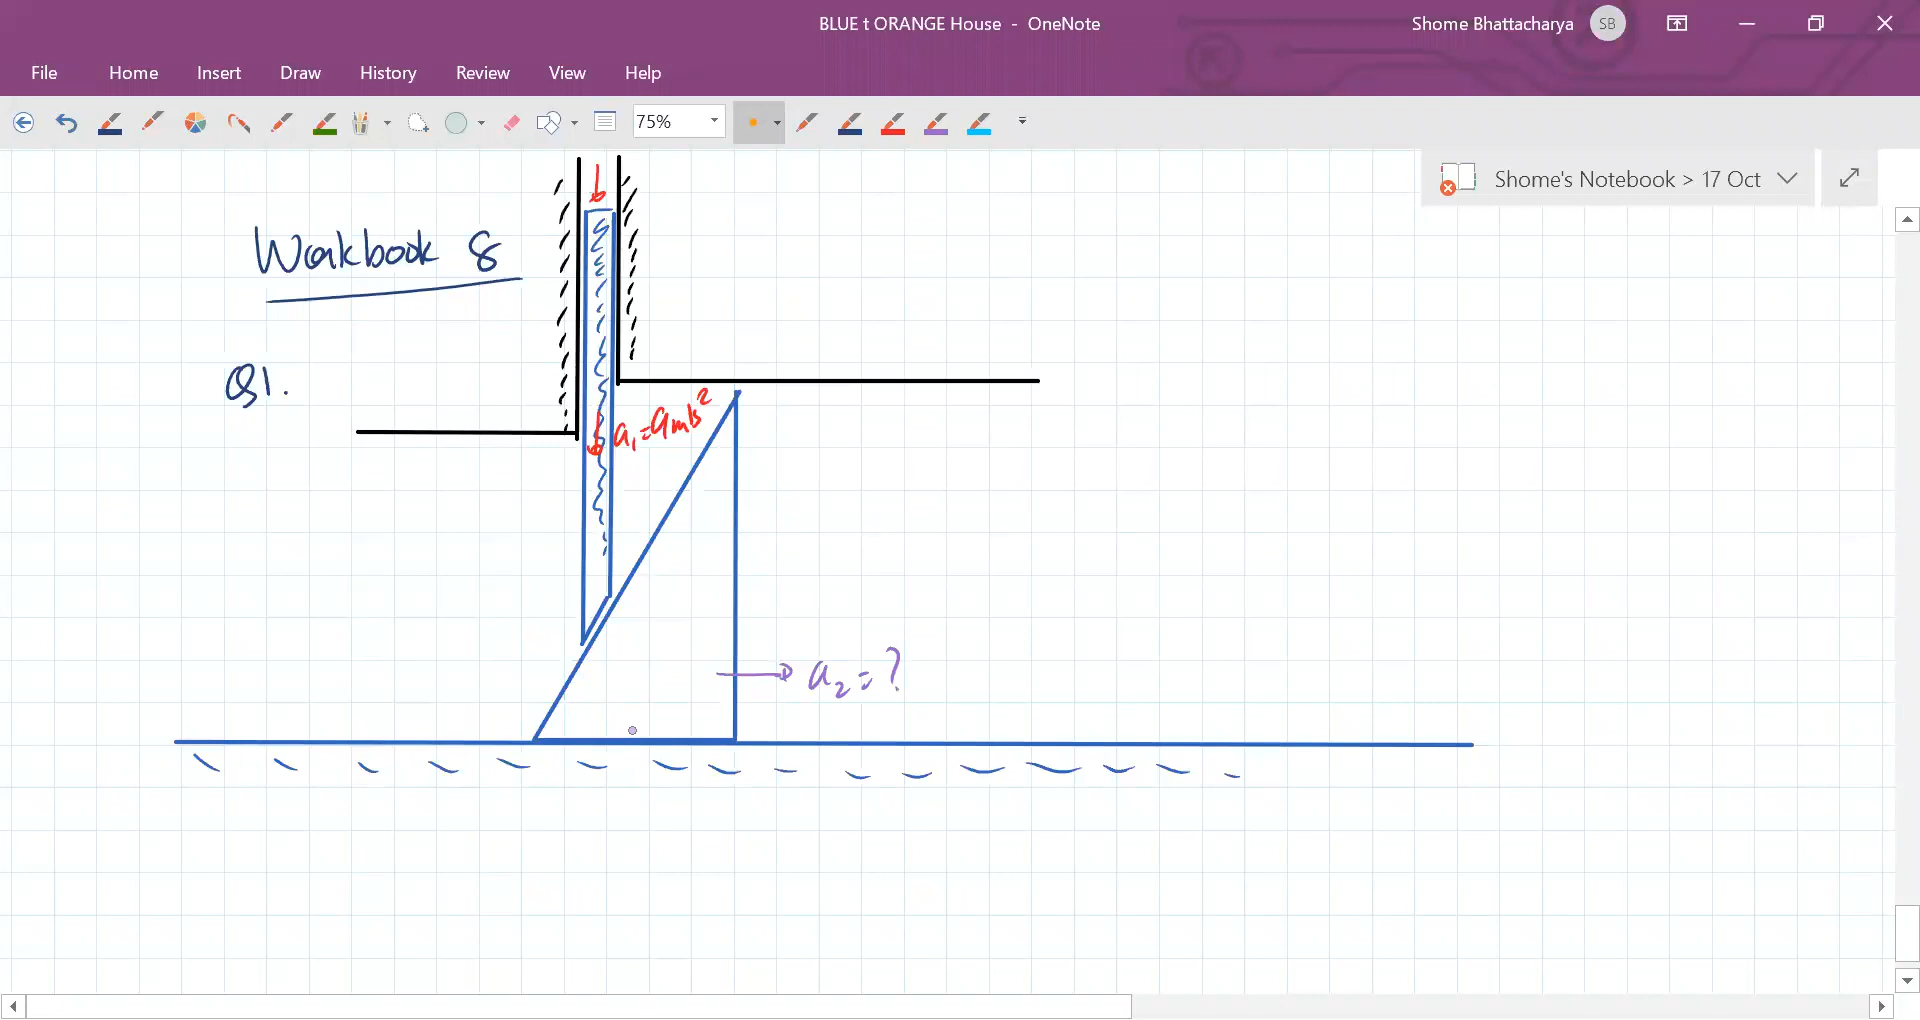 BLUE t ORANGE House - OneNote
Shome Bhattacharya
SB
File Home Insert Draw History Review View Help
75%
Shome's Notebook > 17 Oct
Workbook 8
Q1.
a₁ = a m/s²
a₂ = ?